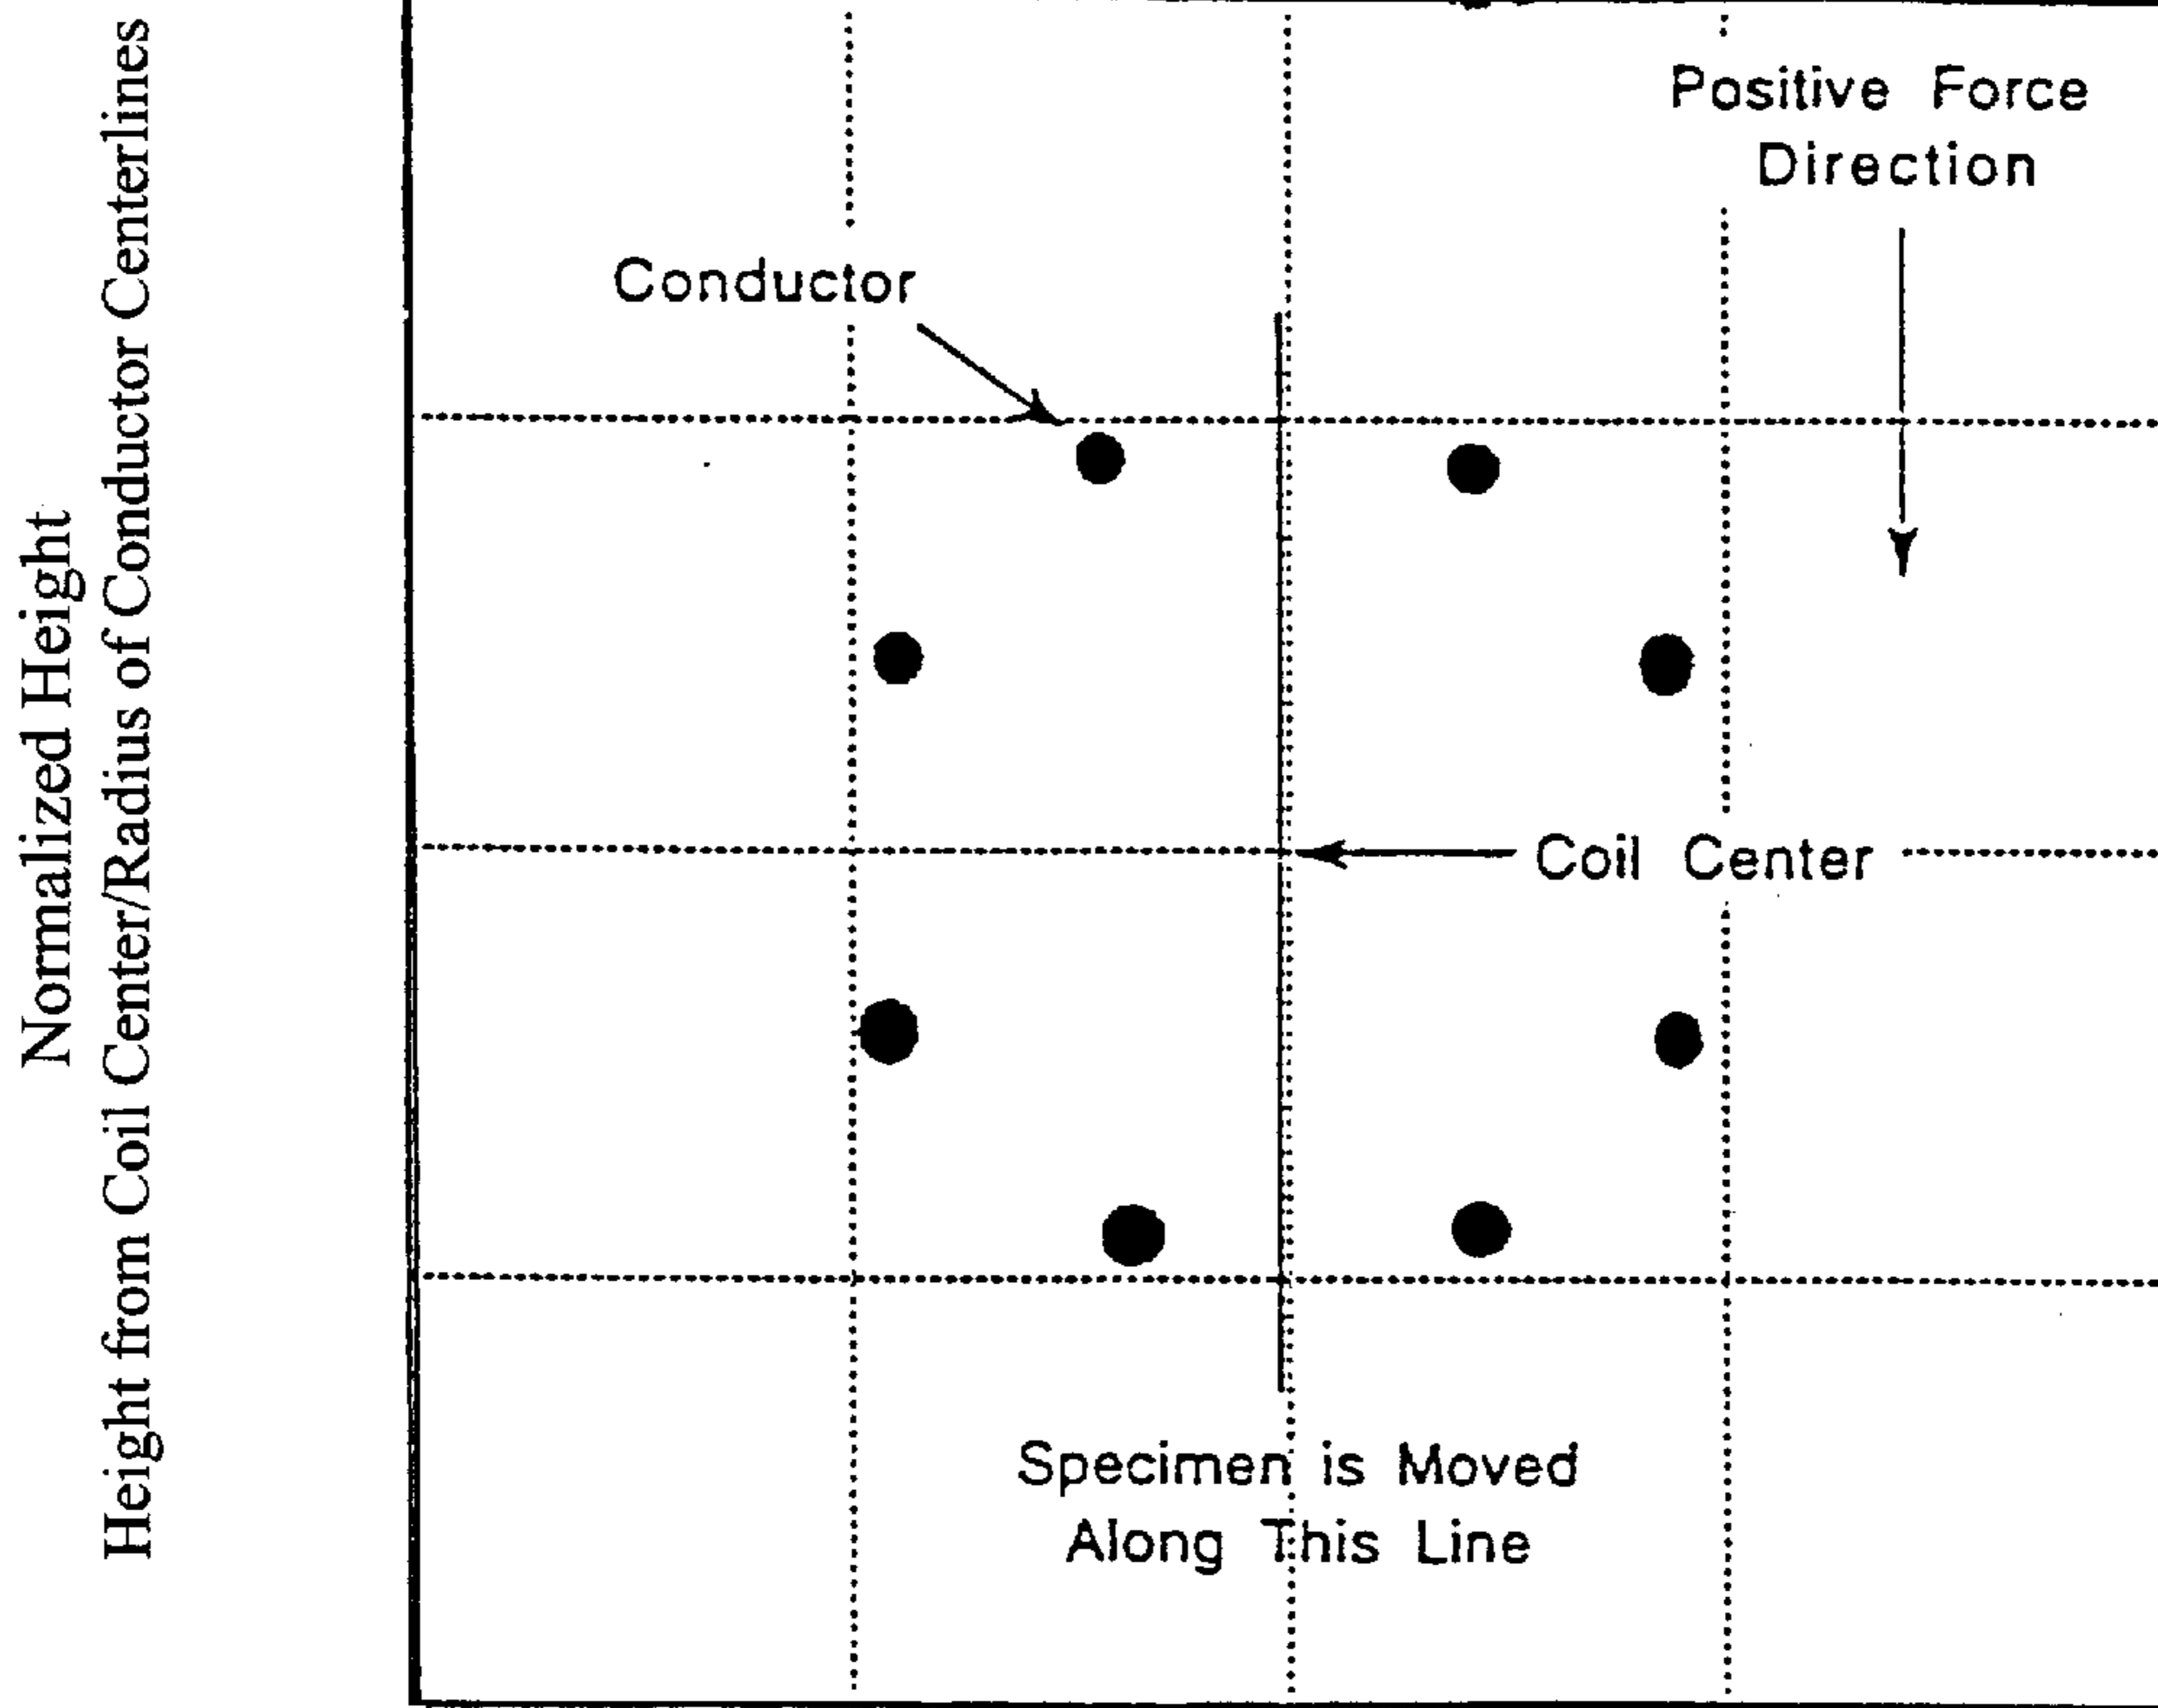 Normalized Height
Height from Coil Center/Radius of Conductor Centerlines
Positive Force
Direction
Conductor
Coil Center
Specimen is Moved
Along This Line